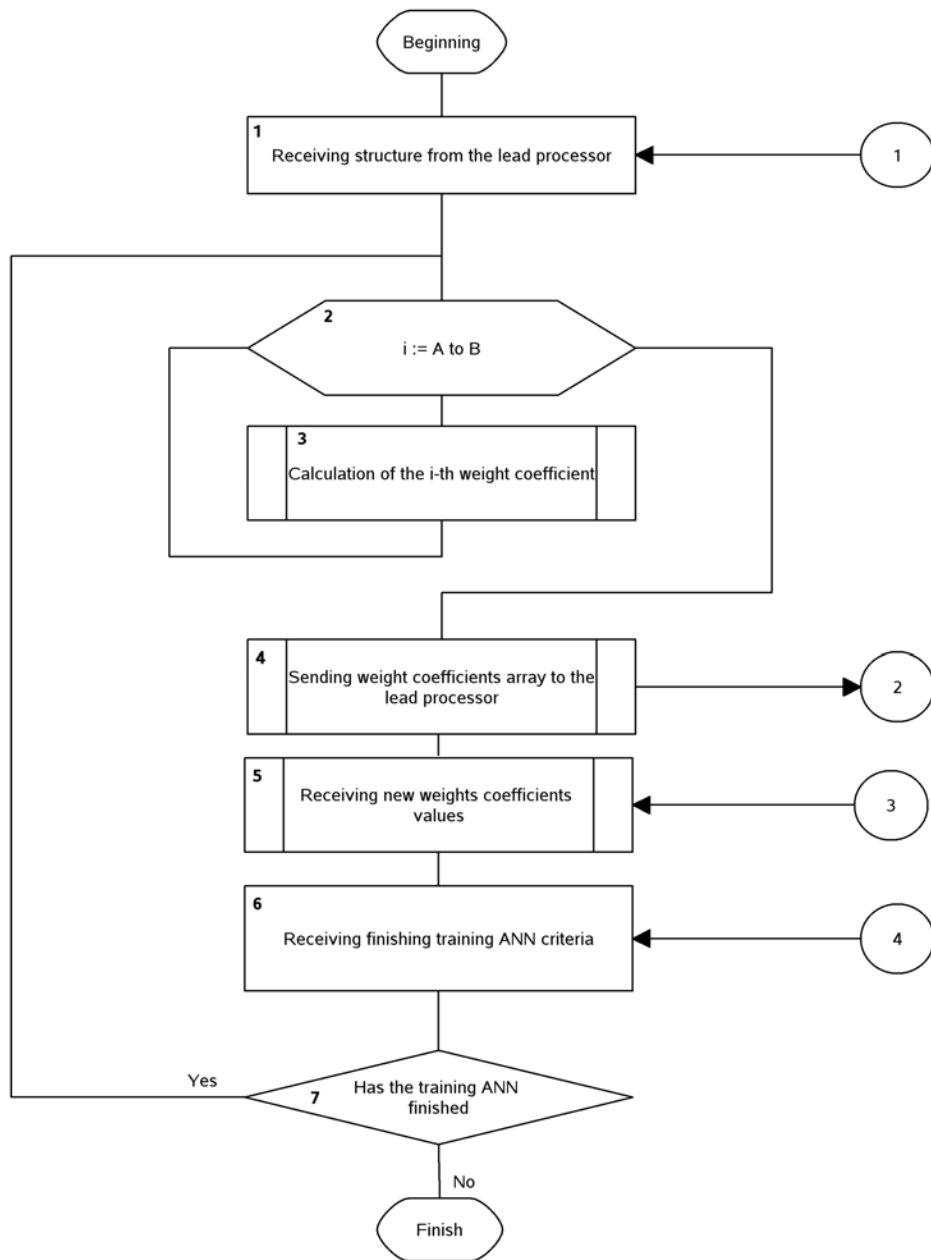 Beginning
1
Receiving structure from the lead processor
1
2
i := A to B
3
Calculation of the i-th weight coefficient
4
Sending weight coefficients array to the
lead processor
2
5
Receiving new weights coefficients
values
3
6
Receiving finishing training ANN criteria
4
Yes
7
Has the training ANN
finished
No
Finish